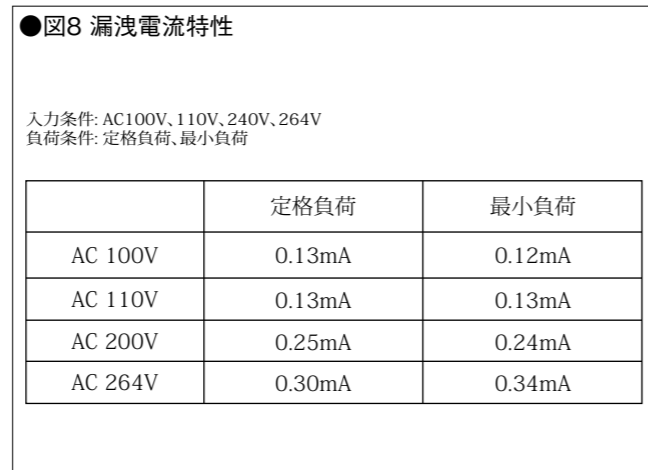 ●図8 漏洩電流特性
入力条件: AC100V、110V、240V、264V
負荷条件: 定格負荷、最小負荷
定格負荷 最小負荷
AC 100V 0.13mA 0.12mA
AC 110V 0.13mA 0.13mA
AC 200V 0.25mA 0.24mA
AC 264V 0.30mA 0.34mA